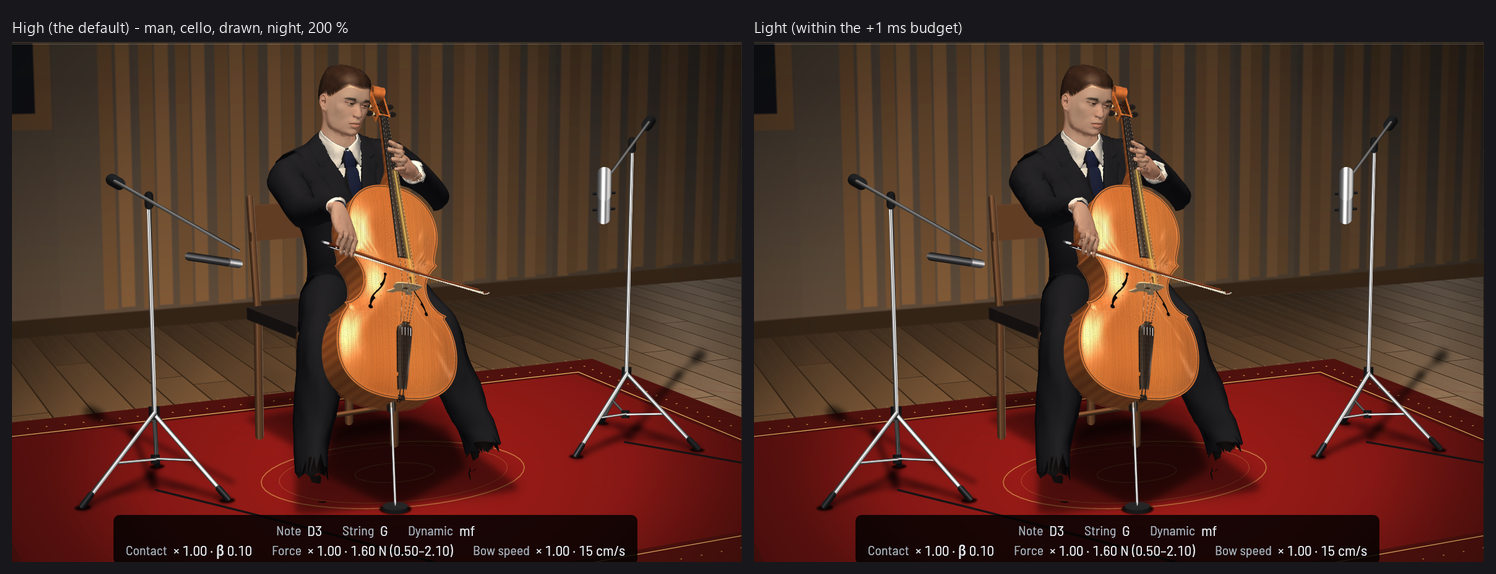 High (the default) - man, cello, drawn, night, 200 %
Light (within the +1 ms budget)
Note D3 String G Dynamic mf
Contact × 1.00 · β 0.10 Force × 1.00 · 1.60 N (0.50–2.10) Bow speed × 1.00 · 15 cm/s
Note D3 String G Dynamic mf
Contact × 1.00 · β 0.10 Force × 1.00 · 1.60 N (0.50–2.10) Bow speed × 1.00 · 15 cm/s